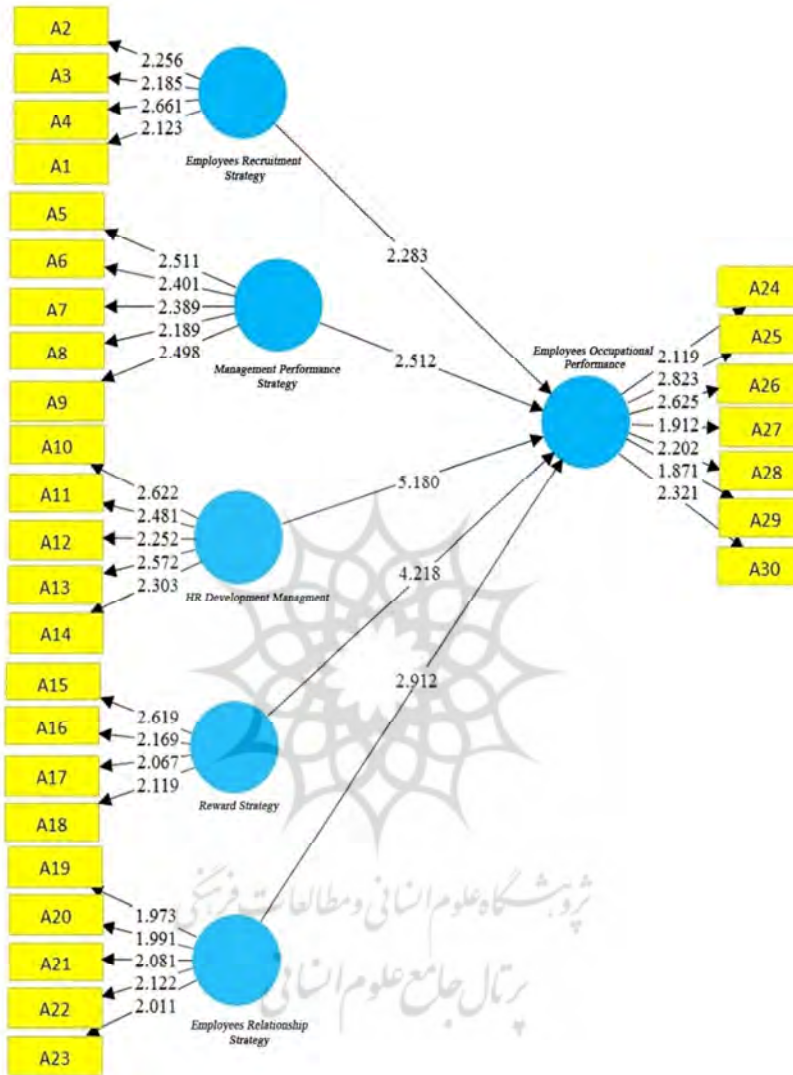 A2
2.256
A3
2.185
A4
2.661
A1
2.123
Employees Recruitment
Strategy
2.283
A5
2.511
A6
2.401
A7
2.389
A8
2.189
A9
2.498
Management Performance
Strategy
2.512
A10
2.622
A11
2.481
A12
2.252
A13
2.572
A14
2.303
HR Development Managment
5.180
A15
2.619
A16
2.169
A17
2.067
A18
2.119
Reward Strategy
4.218
A19
1.973
A20
1.991
A21
2.081
A22
2.122
A23
2.011
Employees Relationship
Strategy
2.912
Employees Occupational
Performance
A24
2.119
A25
2.823
A26
2.625
A27
1.912
A28
2.202
A29
1.871
A30
2.321
پژوهشگاه علوم انسانی و مطالعات فرهنگی
پرتال جامع علوم انسانی